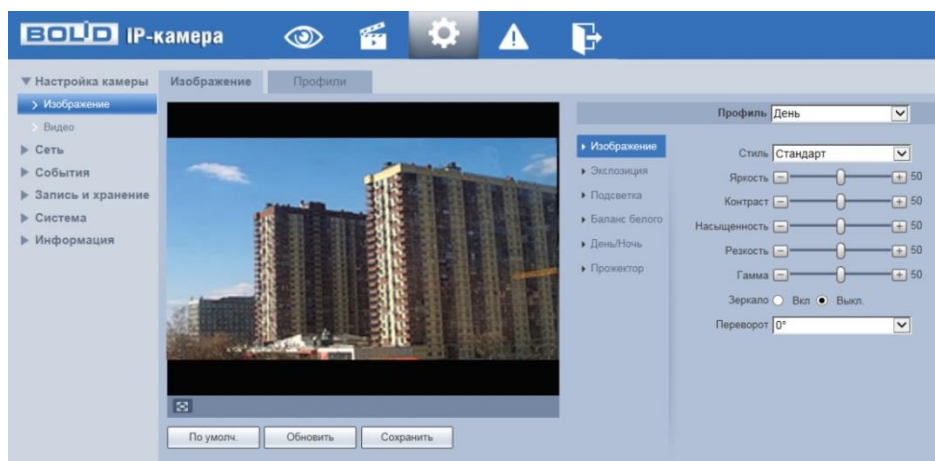 BOLID IP-камера
Настройка камеры
Изображение
Видео
Сеть
События
Запись и хранение
Система
Информация
Изображение
Профили
По умолч.
Обновить
Сохранить
Изображение
Экспозиция
Подсветка
Баланс белого
День/Ночь
Прожектор
Профиль День
Стиль Стандарт
Яркость 50
Контраст 50
Насыщенность 50
Резкость 50
Гамма 50
Зеркало Вкл Выкл.
Переворот 0°